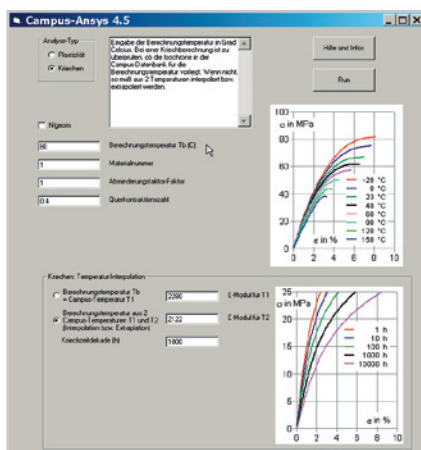 Campus-Ansys 4.5
Analyse-Typ
Plastizität
Kriechen
Eingabe der Berechnungstemperatur in Grad
Celcius. Bei einer Kriechberechnung ist zu
überprüfen, ob die Isochrone in der
Campus Datenbank für die
Berechnungstemperatur vorliegt. Wenn nicht,
so muß aus 2 Temperaturen interpoliert bzw.
extrapoliert werden.
Hilfe und Infos
Run
Nlgeom
80
Berechnungstemperatur Tb (C)
1
Materialnummer
1
Abminderungsfaktor-Faktor
0.4
Querkontraktionszahl
100
σ in MPa
80
60
40
20
0
-20 °C
0 °C
23 °C
40 °C
60 °C
90 °C
120 °C
150 °C
0 2 4 6 8 10
ε in %
Kriechen: Temperatur-Interpolation
Berechnungstemperatur Tb
= Campus-Temperatur T1
E-Modul für T1
Berechnungstemperatur aus 2
Campus-Temperaturen T1 und T2
(Interpolation bzw. Extrapolation)
2122
E-Modul für T2
Kriechzeitdekade (h)
1000
25
σ in MPa
20
15
10
5
0
1 h
10 h
100 h
1000 h
10000 h
0 2 4 6 8 10
ε in %